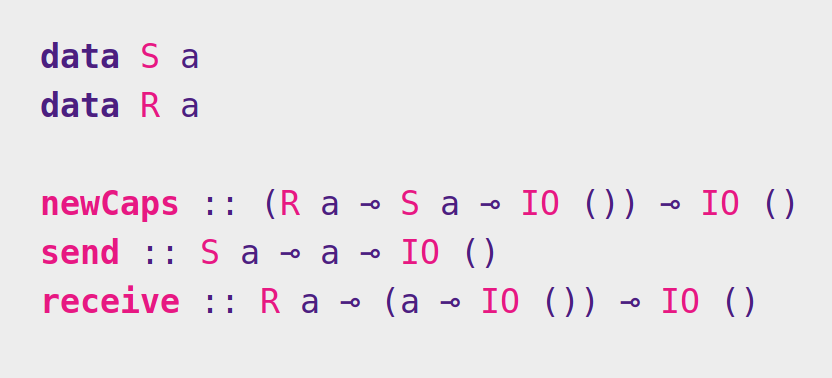 data S a
data R a
newCaps :: (R a ⊸ S a ⊸ IO ()) ⊸ IO ()
send :: S a ⊸ a ⊸ IO ()
receive :: R a ⊸ (a ⊸ IO ()) ⊸ IO ()